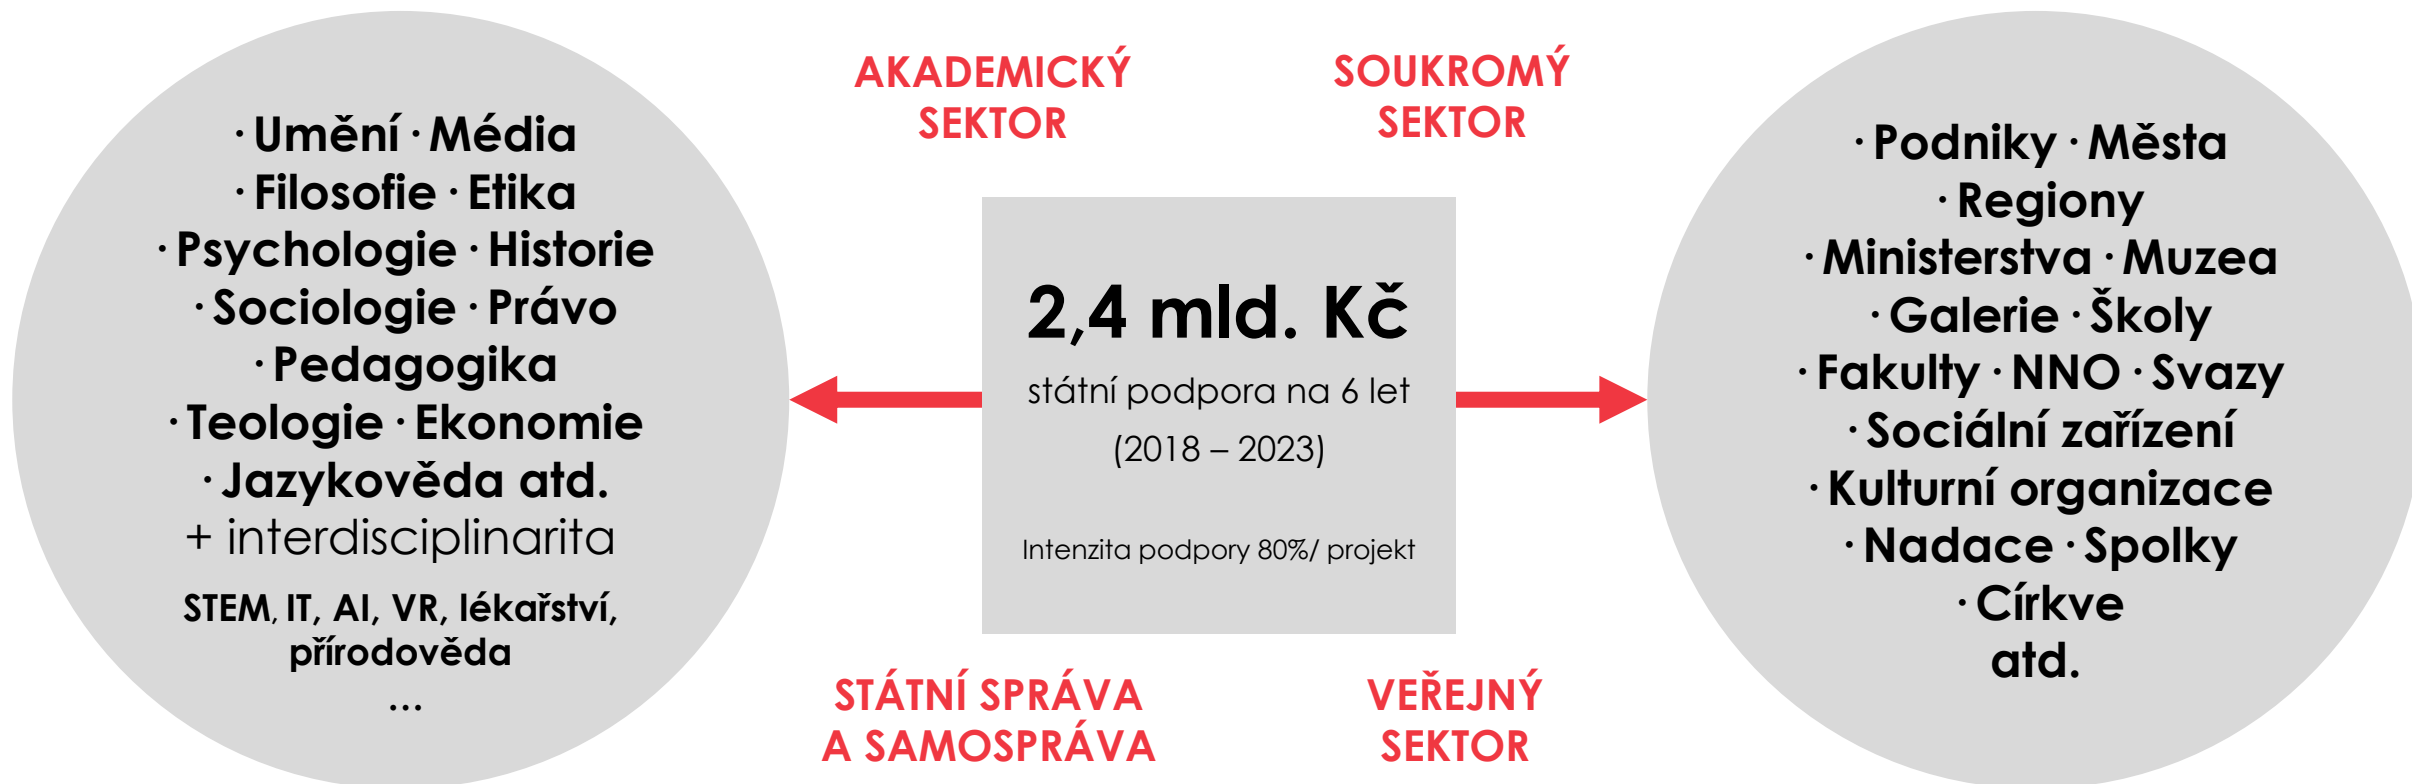 · Umění · Média
· Filosofie · Etika
· Psychologie · Historie
· Sociologie · Právo
· Pedagogika
· Teologie · Ekonomie
· Jazykověda atd.
+ interdisciplinarita
STEM, IT, AI, VR, lékařství,
přírodověda
...
AKADEMICKÝ
SEKTOR
SOUKROMÝ
SEKTOR
2,4 mld. Kč
státní podpora na 6 let
(2018 – 2023)
Intenzita podpory 80%/ projekt
STÁTNÍ SPRÁVA
A SAMOSPRÁVA
VEŘEJNÝ
SEKTOR
· Podniky · Města
· Regiony
· Ministerstva · Muzea
· Galerie · Školy
· Fakulty · NNO · Svazy
· Sociální zařízení
· Kulturní organizace
· Nadace · Spolky
· Církve
atd.